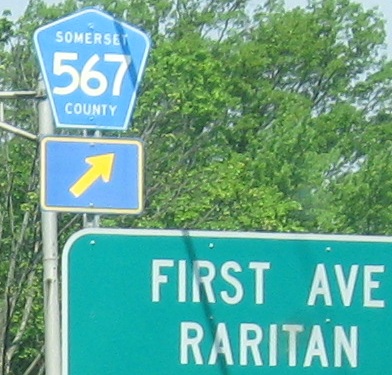 SOMERSET
567
COUNTY
FIRST AVE
RARITAN